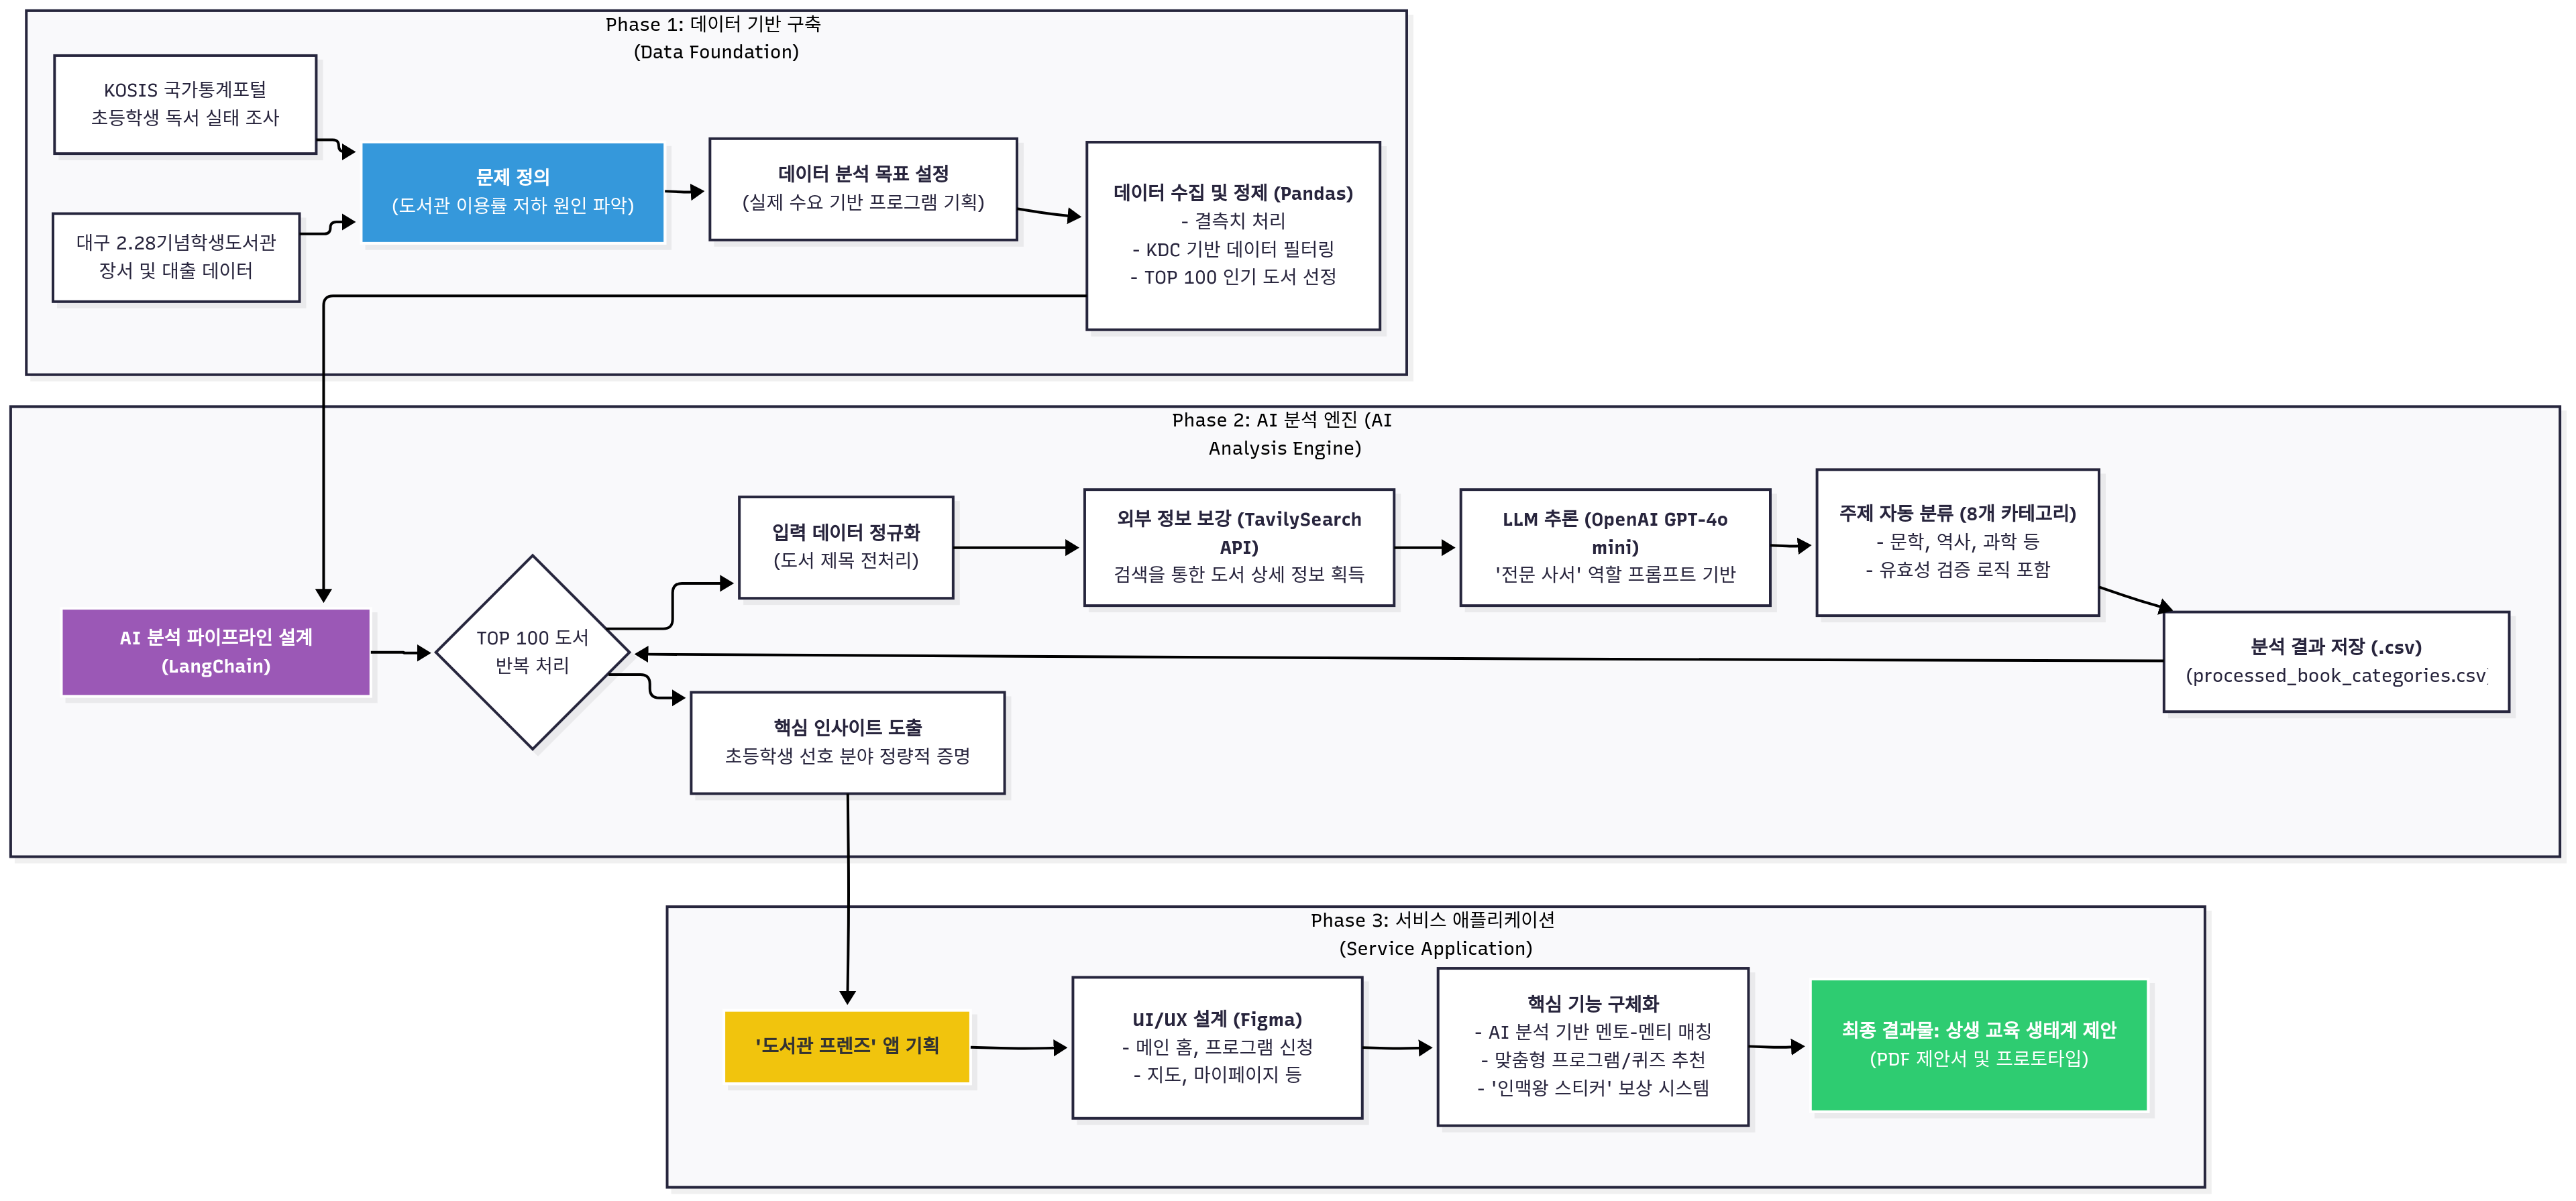 Phase 1: 데이터 기반 구축
(Data Foundation)
KOSIS 국가통계포털
초등학생 독서 실태 조사
대구 2.28기념학생도서관
장서 및 대출 데이터
문제 정의
(도서관 이용률 저하 원인 파악)
데이터 분석 목표 설정
(실제 수요 기반 프로그램 기획)
데이터 수집 및 정제 (Pandas)
- 결측치 처리
- KDC 기반 데이터 필터링
- TOP 100 인기 도서 선정
Phase 2: AI 분석 엔진 (AI
Analysis Engine)
AI 분석 파이프라인 설계
(LangChain)
TOP 100 도서
반복 처리
입력 데이터 정규화
(도서 제목 전처리)
외부 정보 보강 (TavilySearch
API)
검색을 통한 도서 상세 정보 획득
LLM 추론 (OpenAI GPT-4o
mini)
'전문 사서' 역할 프롬프트 기반
주제 자동 분류 (8개 카테고리)
- 문학, 역사, 과학 등
- 유효성 검증 로직 포함
분석 결과 저장 (.csv)
(processed_book_categories.csv)
핵심 인사이트 도출
초등학생 선호 분야 정량적 증명
Phase 3: 서비스 애플리케이션
(Service Application)
'도서관 프렌즈' 앱 기획
UI/UX 설계 (Figma)
- 메인 홈, 프로그램 신청
- 지도, 마이페이지 등
핵심 기능 구체화
- AI 분석 기반 멘토-멘티 매칭
- 맞춤형 프로그램/퀴즈 추천
- '인맥왕 스티커' 보상 시스템
최종 결과물: 상생 교육 생태계 제안
(PDF 제안서 및 프로토타입)